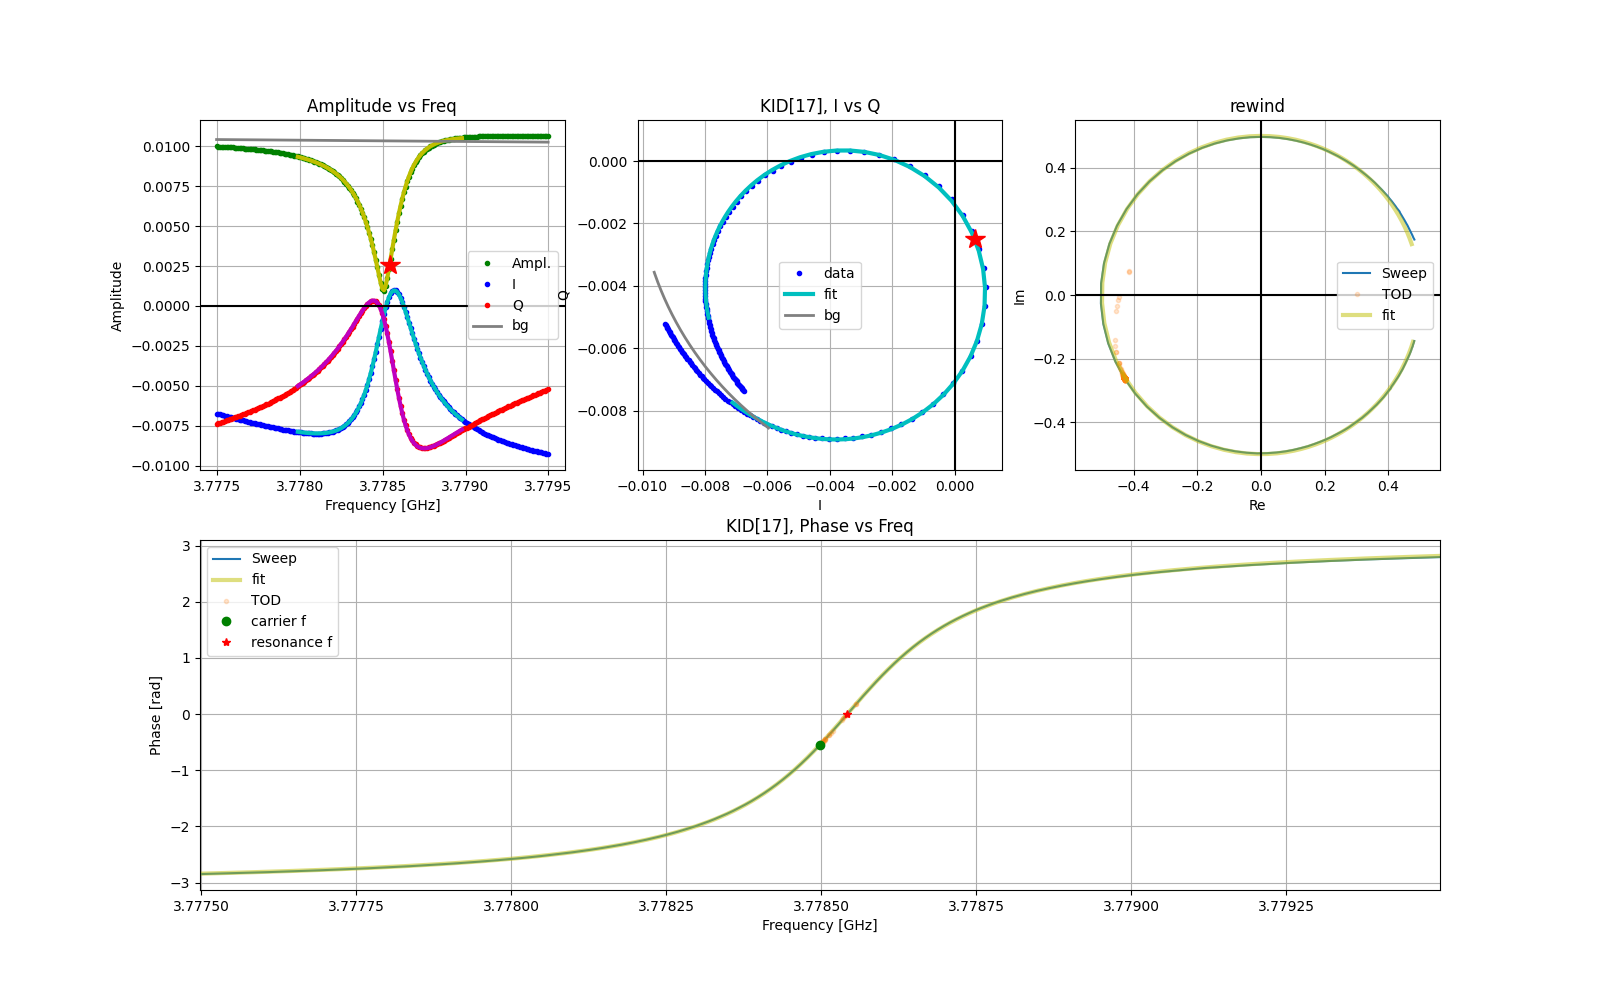 Amplitude vs Freq
0.0100
0.0075
0.0050
0.0025
0.0000
−0.0025
−0.0050
−0.0075
−0.0100
Amplitude
Ampl.
I
Q
bg
3.7775
3.7780
3.7785
3.7790
3.7795
Frequency [GHz]
KID[17], I vs Q
0.000
−0.002
−0.004
−0.006
−0.008
Q
data
fit
bg
−0.010
−0.008
−0.006
−0.004
−0.002
0.000
I
rewind
0.4
0.2
0.0
−0.2
−0.4
Im
Sweep
TOD
fit
−0.4
−0.2
0.0
0.2
0.4
Re
KID[17], Phase vs Freq
3
2
1
0
−1
−2
−3
Phase [rad]
Sweep
fit
TOD
carrier f
resonance f
3.77750
3.77775
3.77800
3.77825
3.77850
3.77875
3.77900
3.77925
Frequency [GHz]